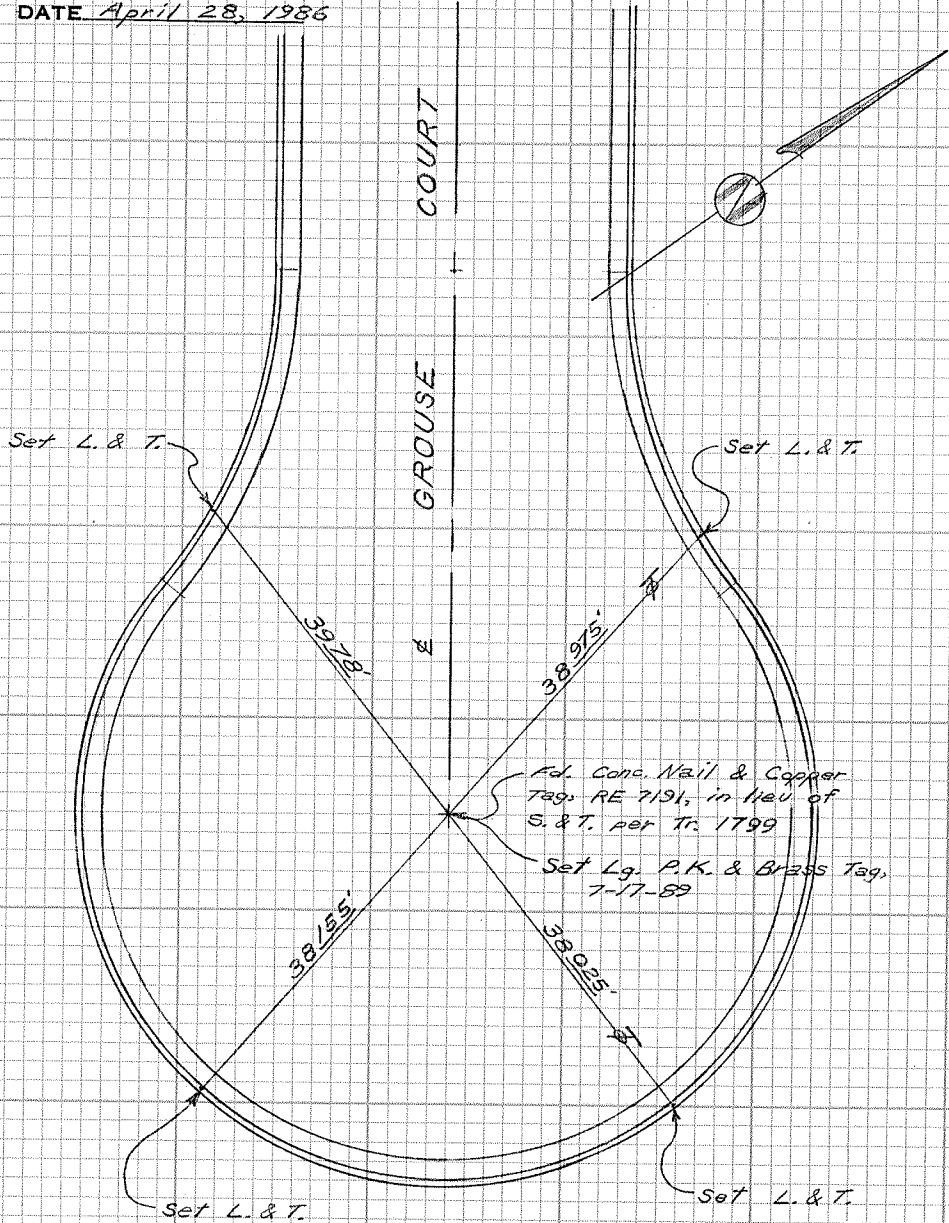 DATE April 28, 1986
COURT
GROUSE
N
Set L. & T.
Set L. & T.
39.78'
℄
38.975'
Fd. Conc. Nail & Copper
Tag, RE 7191, in lieu of
S. & T. per Tr. 1799
Set Lg. P.K. & Brass Tag,
7-17-89
38.155'
38.025'
Set L. & T.
Set L. & T.